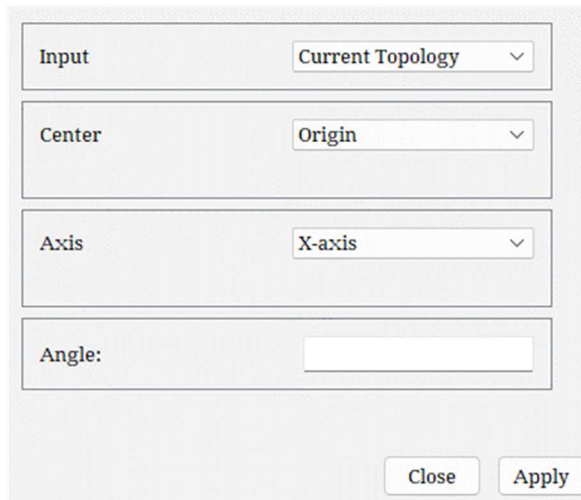 Input Current Topology
Center Origin
Axis X-axis
Angle:
Close Apply